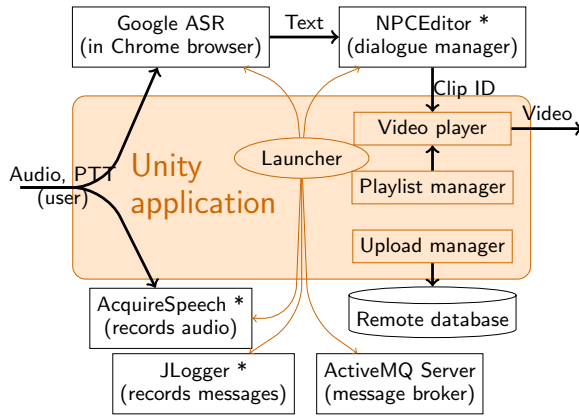 Google ASR
(in Chrome browser)
Text
NPCEditor *
(dialogue manager)
Clip ID
Video player
Video
Launcher
Audio, PTT
(user)
Unity
application
Playlist manager
Upload manager
AcquireSpeech *
(records audio)
Remote database
JLogger *
(records messages)
ActiveMQ Server
(message broker)